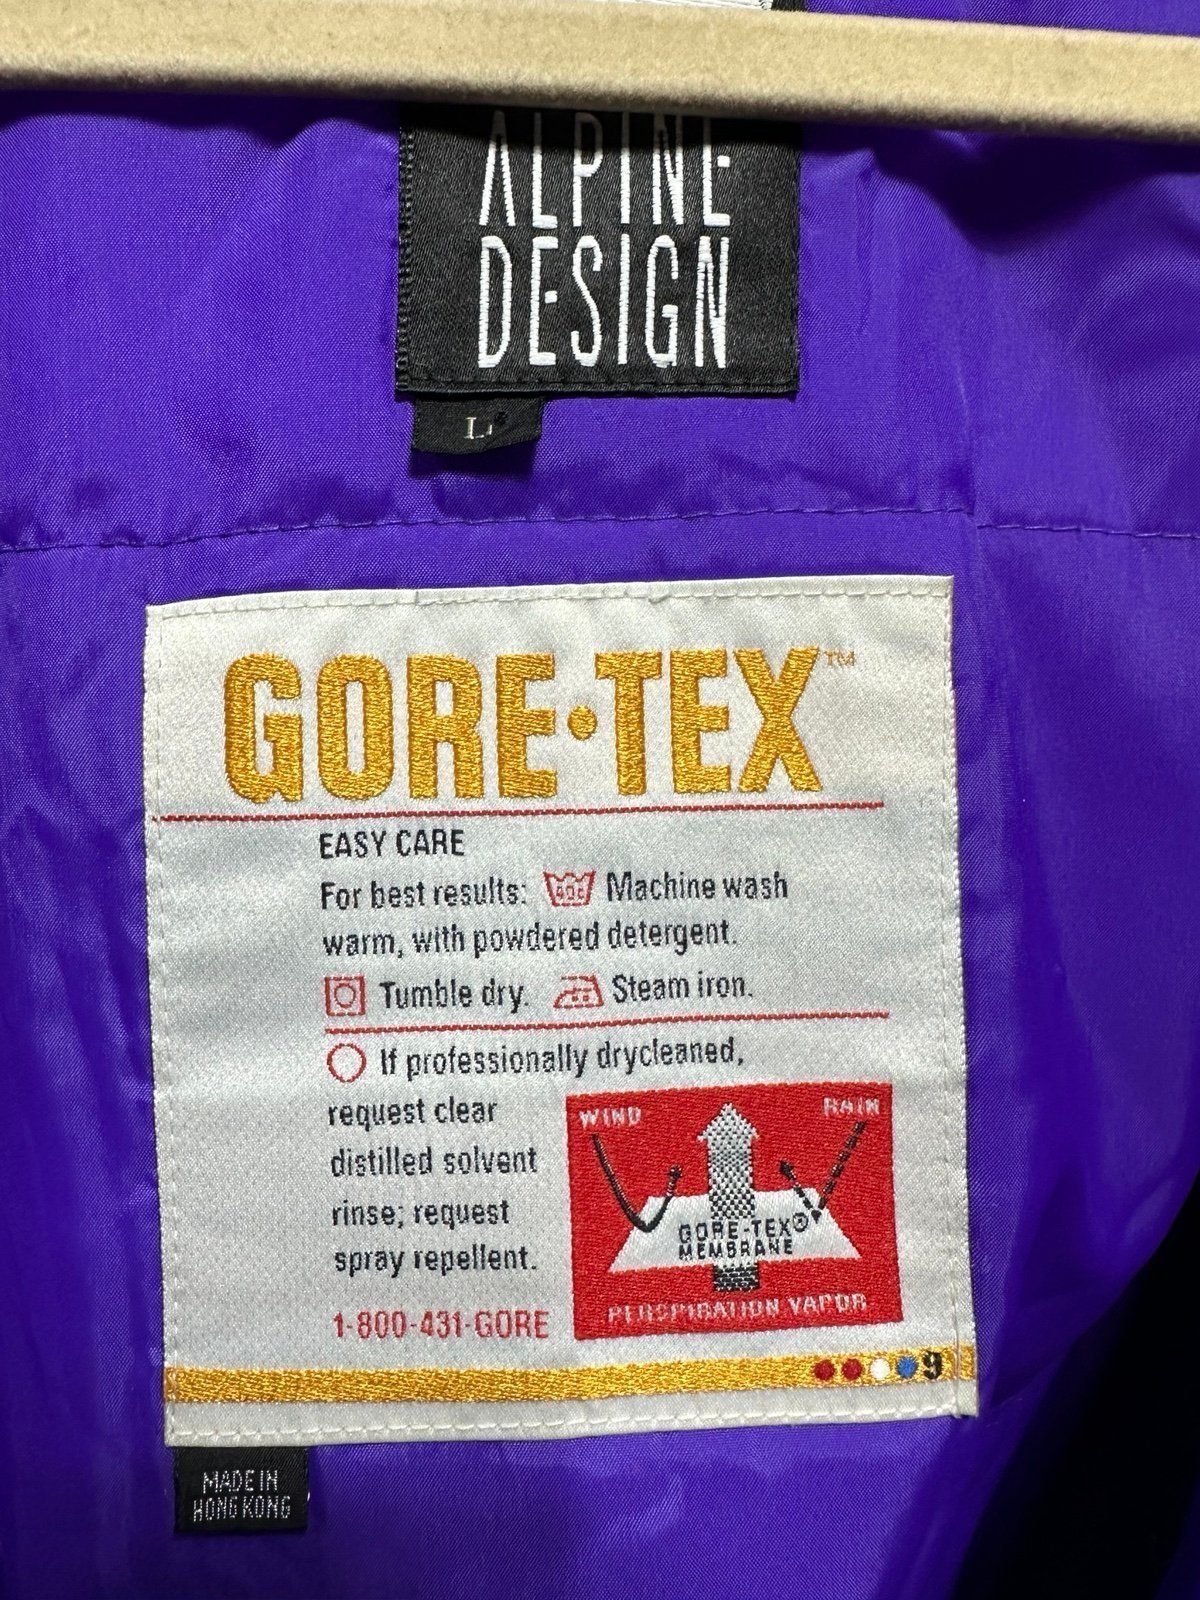 ALPINE
DESIGN
L
GORE·TEX™
EASY CARE
For best results: Machine wash
warm, with powdered detergent.
Tumble dry. Steam iron.
If professionally drycleaned,
request clear
distilled solvent
rinse; request
spray repellent.
1-800-431-GORE
WIND RAIN
GORE-TEX®
MEMBRANE
PERSPIRATION VAPOR
9
MADE IN
HONG KONG